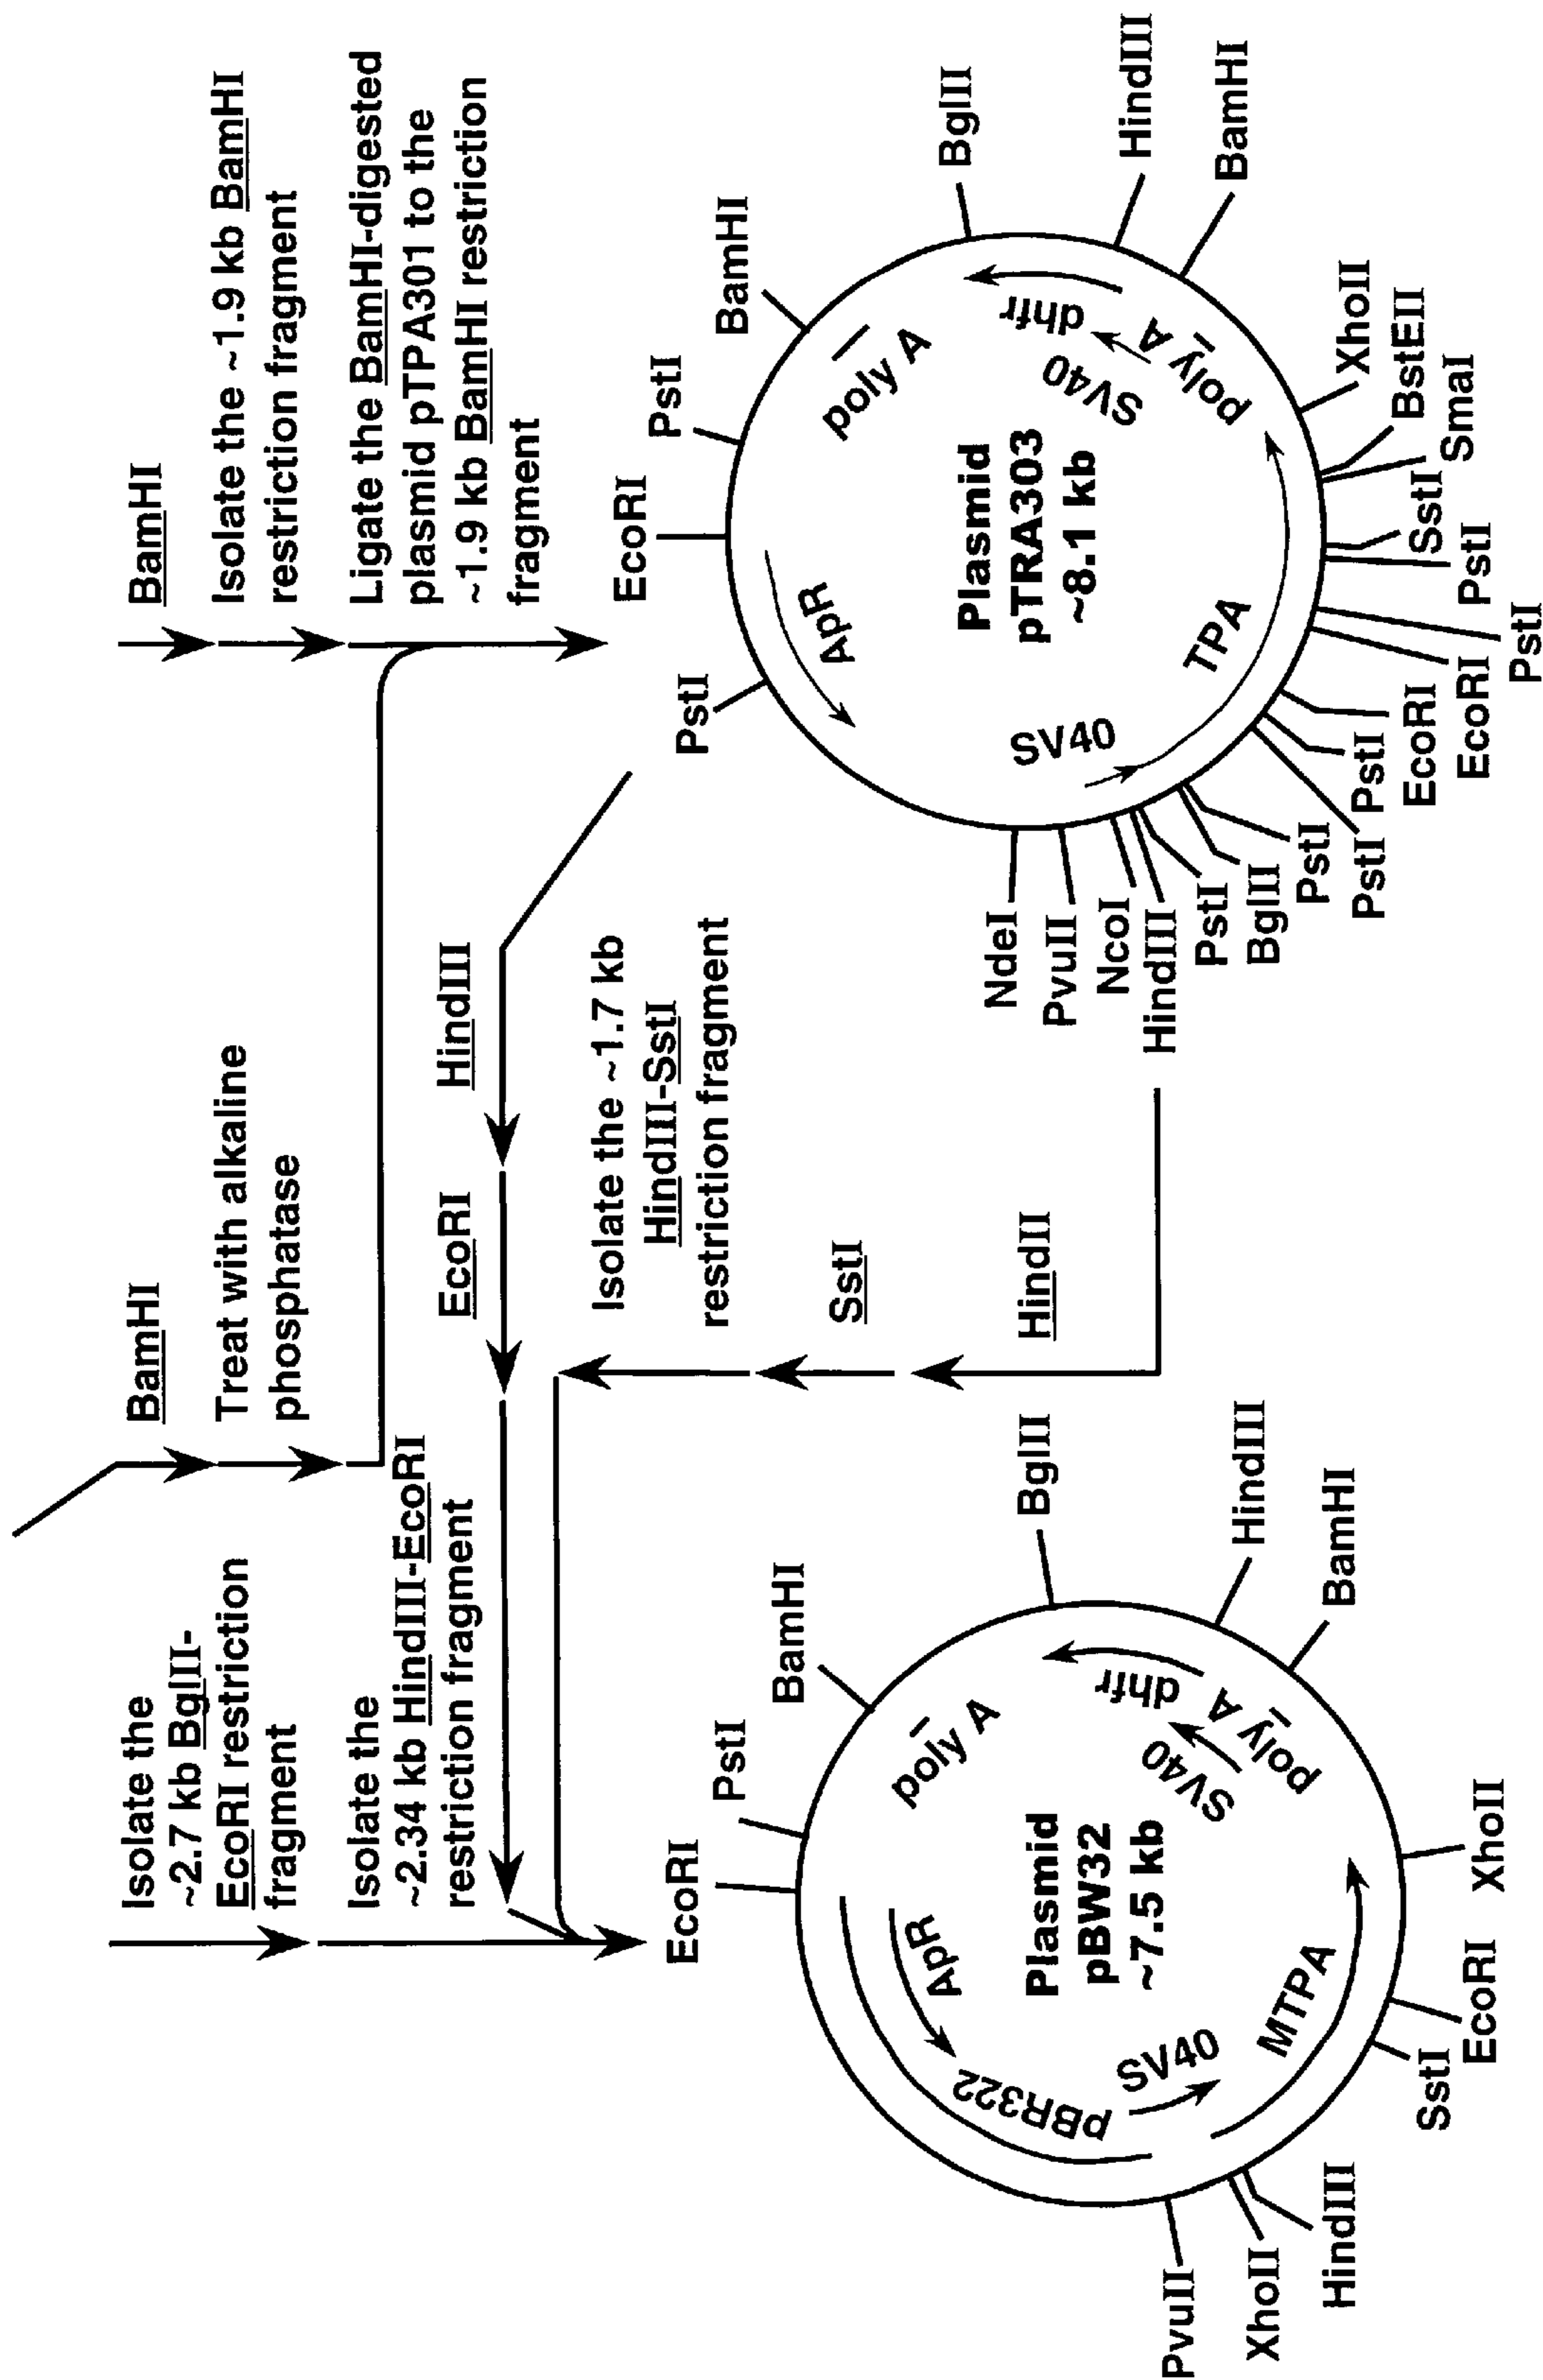 Isolate the
~2.7 kb BglII-
EcoRI restriction
fragment
BamHI
Treat with alkaline
phosphatase
BamHI
Isolate the ~1.9 kb BamHI
restriction fragment
Isolate the
~2.34 kb HindIII-EcoRI
restriction fragment
Ligate the BamHI-digested
plasmid pTPA301 to the
~1.9 kb BamHI restriction
fragment
EcoRI
HindIII
Isolate the ~1.7 kb
HindIII-SstI
restriction fragment
SstI
HindII
EcoRI
PstI
BamHI
BglII
HindIII
BamHI
XhoII
EcoRI
SstI
HindIII
XhoII
PvuII
ApR
pBR322
SV40
MTPA
poly A
dhfr
SV40
poly A
Plasmid
pBW32
~7.5 kb
EcoRI
PstI
BamHI
BglII
HindIII
BamHI
XhoII
BstEII
SmaI
SstI
PstI
PstI
EcoRI
EcoRI
PstI
PstI
PstI
BglII
PstI
HindIII
NcoI
PvuII
NdeI
PstI
ApR
SV40
TPA
poly A
dhfr
SV40
poly A
Plasmid
pTRA303
~8.1 kb